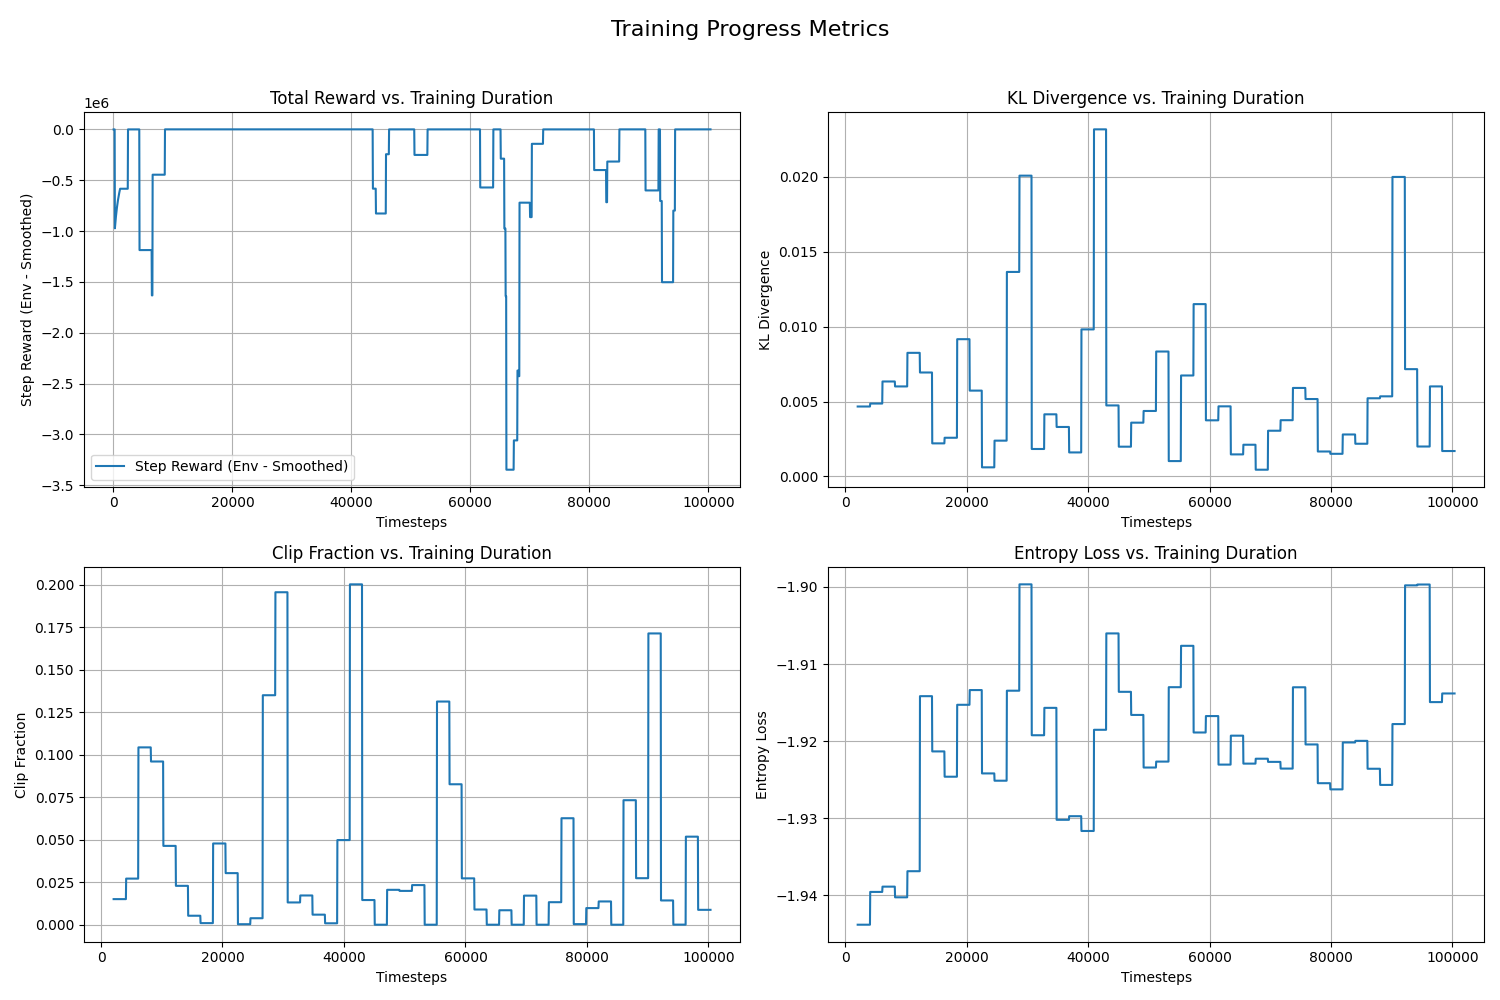 Training Progress Metrics
Total Reward vs. Training Duration
1e6
0.0
−0.5
−1.0
−1.5
−2.0
−2.5
−3.0
−3.5
Step Reward (Env - Smoothed)
Step Reward (Env - Smoothed)
0 20000 40000 60000 80000 100000
Timesteps
KL Divergence vs. Training Duration
0.020
0.015
0.010
0.005
0.000
KL Divergence
0 20000 40000 60000 80000 100000
Timesteps
Clip Fraction vs. Training Duration
0.200
0.175
0.150
0.125
0.100
0.075
0.050
0.025
0.000
Clip Fraction
0 20000 40000 60000 80000 100000
Timesteps
Entropy Loss vs. Training Duration
−1.90
−1.91
−1.92
−1.93
−1.94
Entropy Loss
0 20000 40000 60000 80000 100000
Timesteps